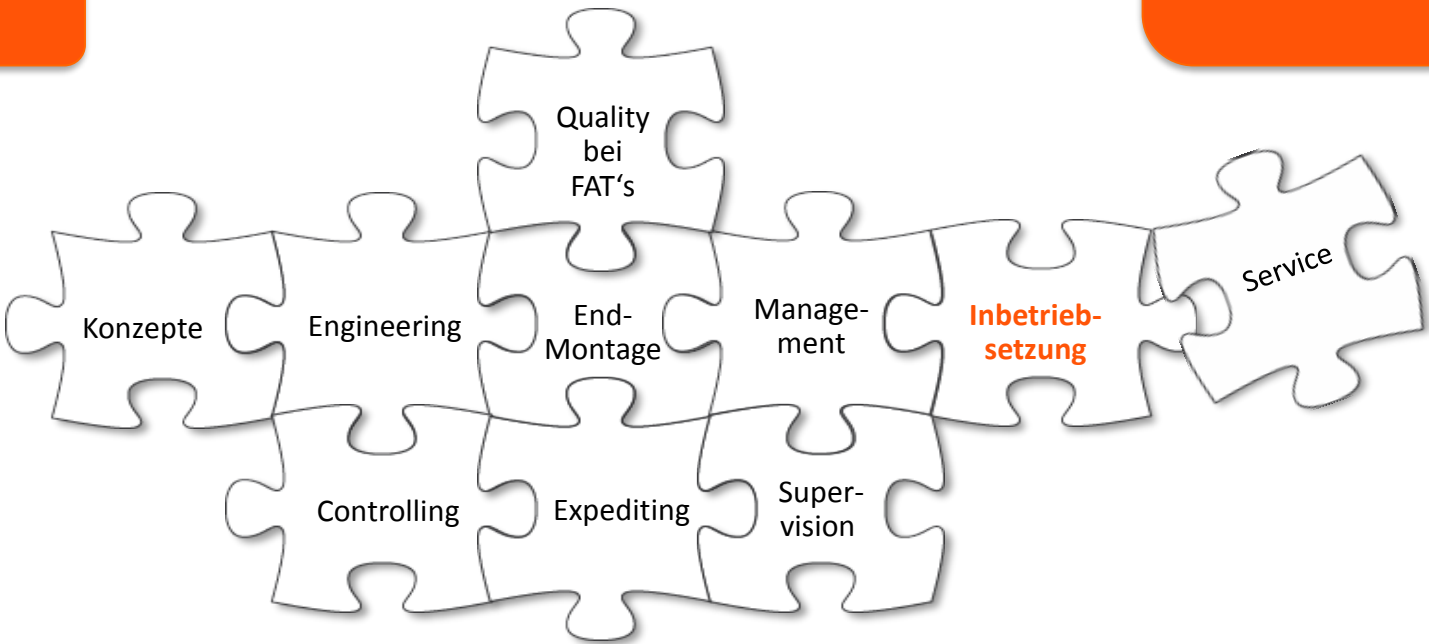 Quality
bei
FAT‘s
Konzepte
Engineering
End-
Montage
Manage-
ment
Inbetrieb-
setzung
Service
Controlling
Expediting
Super-
vision